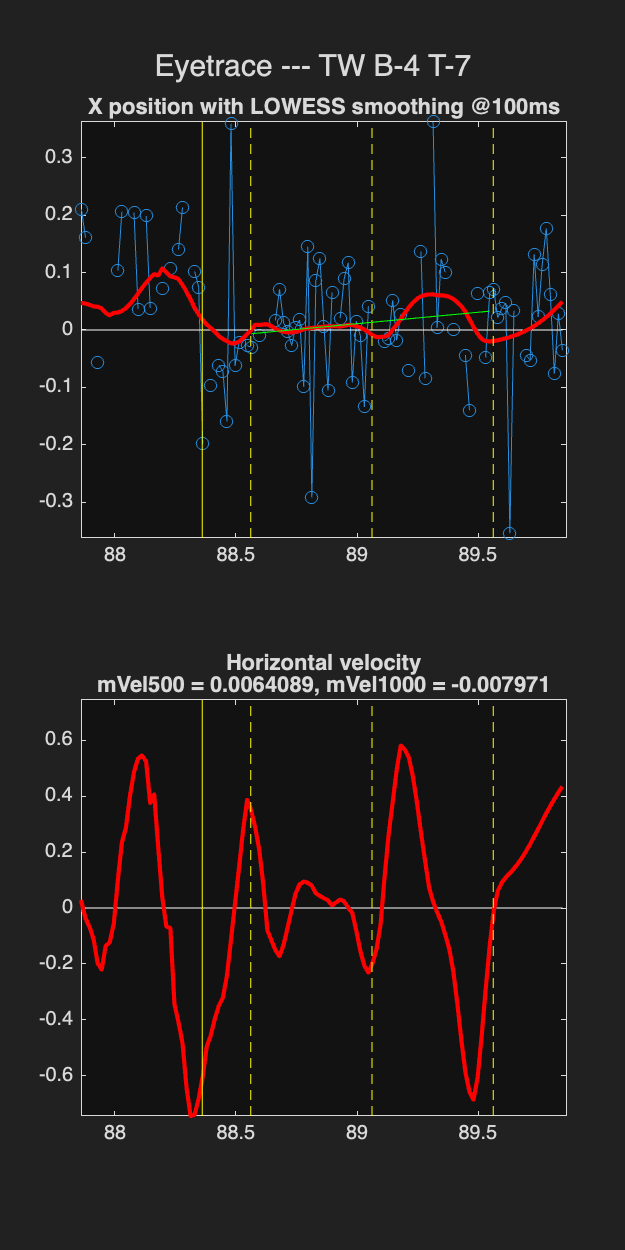 Eyetrace --- TW B-4 T-7
X position with LOWESS smoothing @100ms
0.3
0.2
0.1
0
-0.1
-0.2
-0.3
88 88.5 89 89.5
Horizontal velocity
mVel500 = 0.0064089, mVel1000 = -0.007971
0.6
0.4
0.2
0
-0.2
-0.4
-0.6
88 88.5 89 89.5